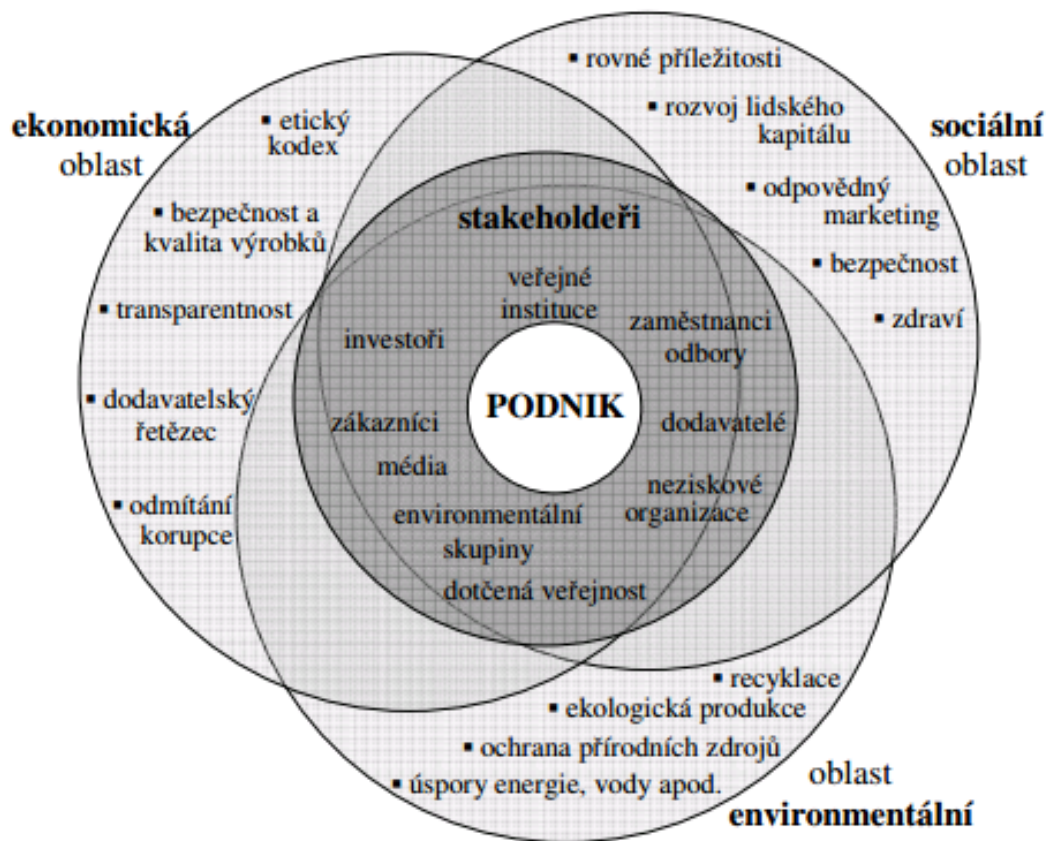 ekonomická
oblast
▪ etický
kodex
▪ bezpečnost a
kvalita výrobků
▪ transparentnost
▪ dodavatelský
řetězec
▪ odmítání
korupce
▪ rovné příležitosti
▪ rozvoj lidského
kapitálu
▪ odpovědný
marketing
▪ bezpečnost
▪ zdraví
sociální
oblast
stakeholdeři
veřejné
instituce
investoři
zaměstnanci
odbory
PODNIK
zákazníci
dodavatelé
média
neziskové
organizace
environmentální
skupiny
dotčená veřejnost
▪ recyklace
▪ ekologická produkce
▪ ochrana přírodních zdrojů
▪ úspory energie, vody apod.
oblast
environmentální